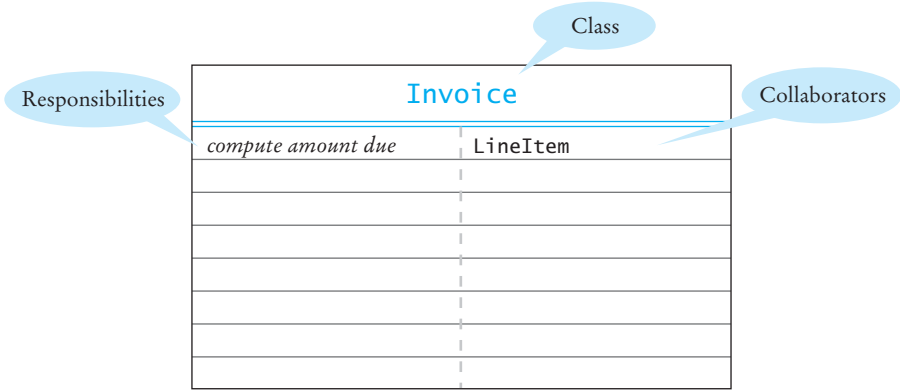 Class
Invoice
Responsibilities
Collaborators
compute amount due LineItem